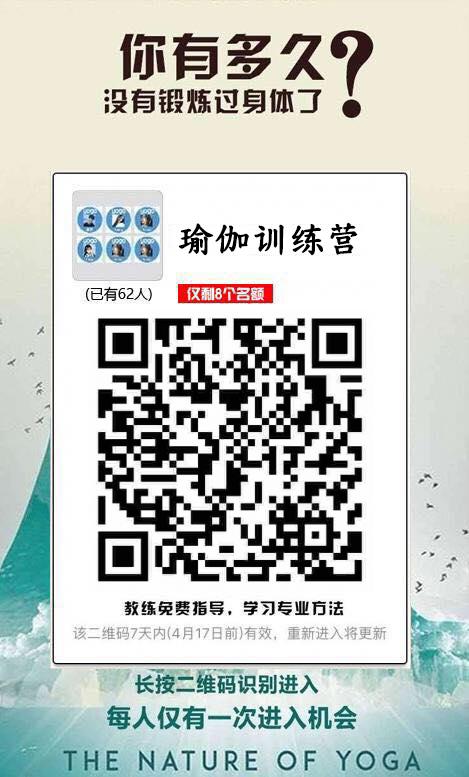 你有多久?
没有锻炼过身体了
瑜伽训练营
(已有62人)
仅剩8个名额
教练免费指导，学习专业方法
该二维码7天内(4月17日前)有效，重新进入将更新
长按二维码识别进入
每人仅有一次进入机会
THE NATURE OF YOGA